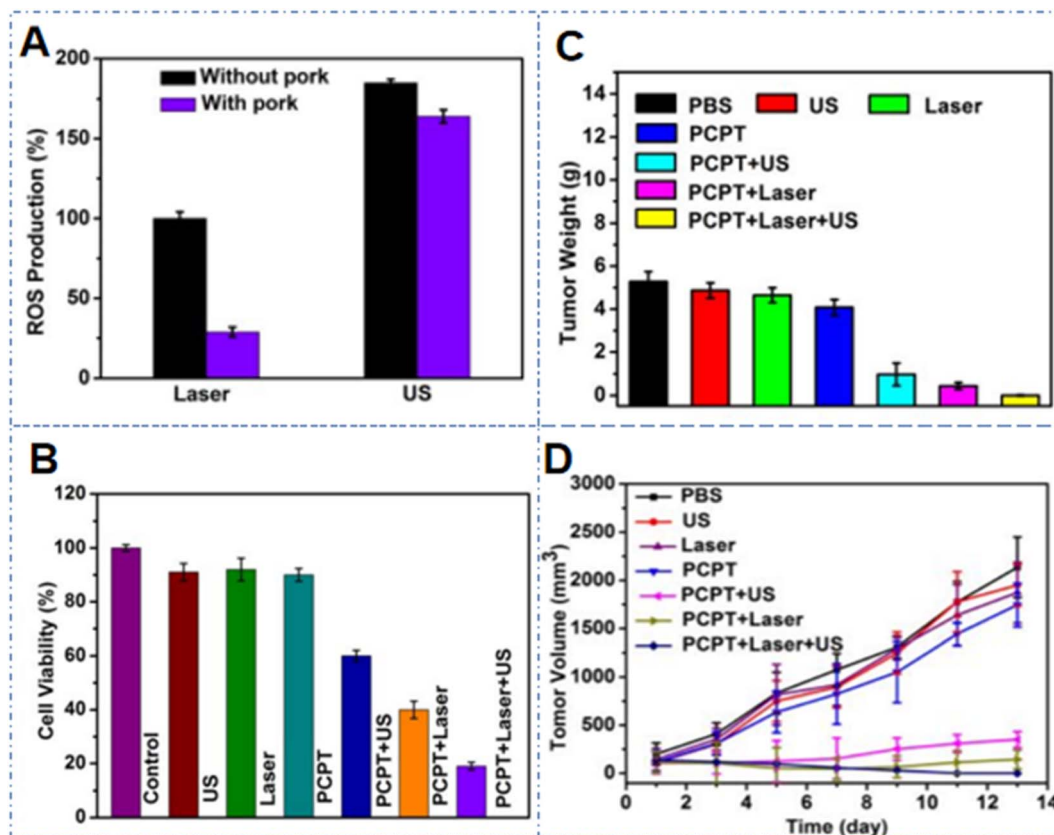 A
200
150
100
50
0
ROS Production (%)
Without pork
With pork
Laser US
C
14
12
10
8
6
4
2
0
Tumor Weight (g)
PBS US Laser
PCPT
PCPT+US
PCPT+Laser
PCPT+Laser+US
B
120
100
80
60
40
20
0
Cell Viability (%)
Control
US
Laser
PCPT
PCPT+US
PCPT+Laser
PCPT+Laser+US
D
3000
2500
2000
1500
1000
500
0
Tomor Volume (mm³)
PBS
US
Laser
PCPT
PCPT+US
PCPT+Laser
PCPT+Laser+US
0 2 4 6 8 10 12 14
Time (day)